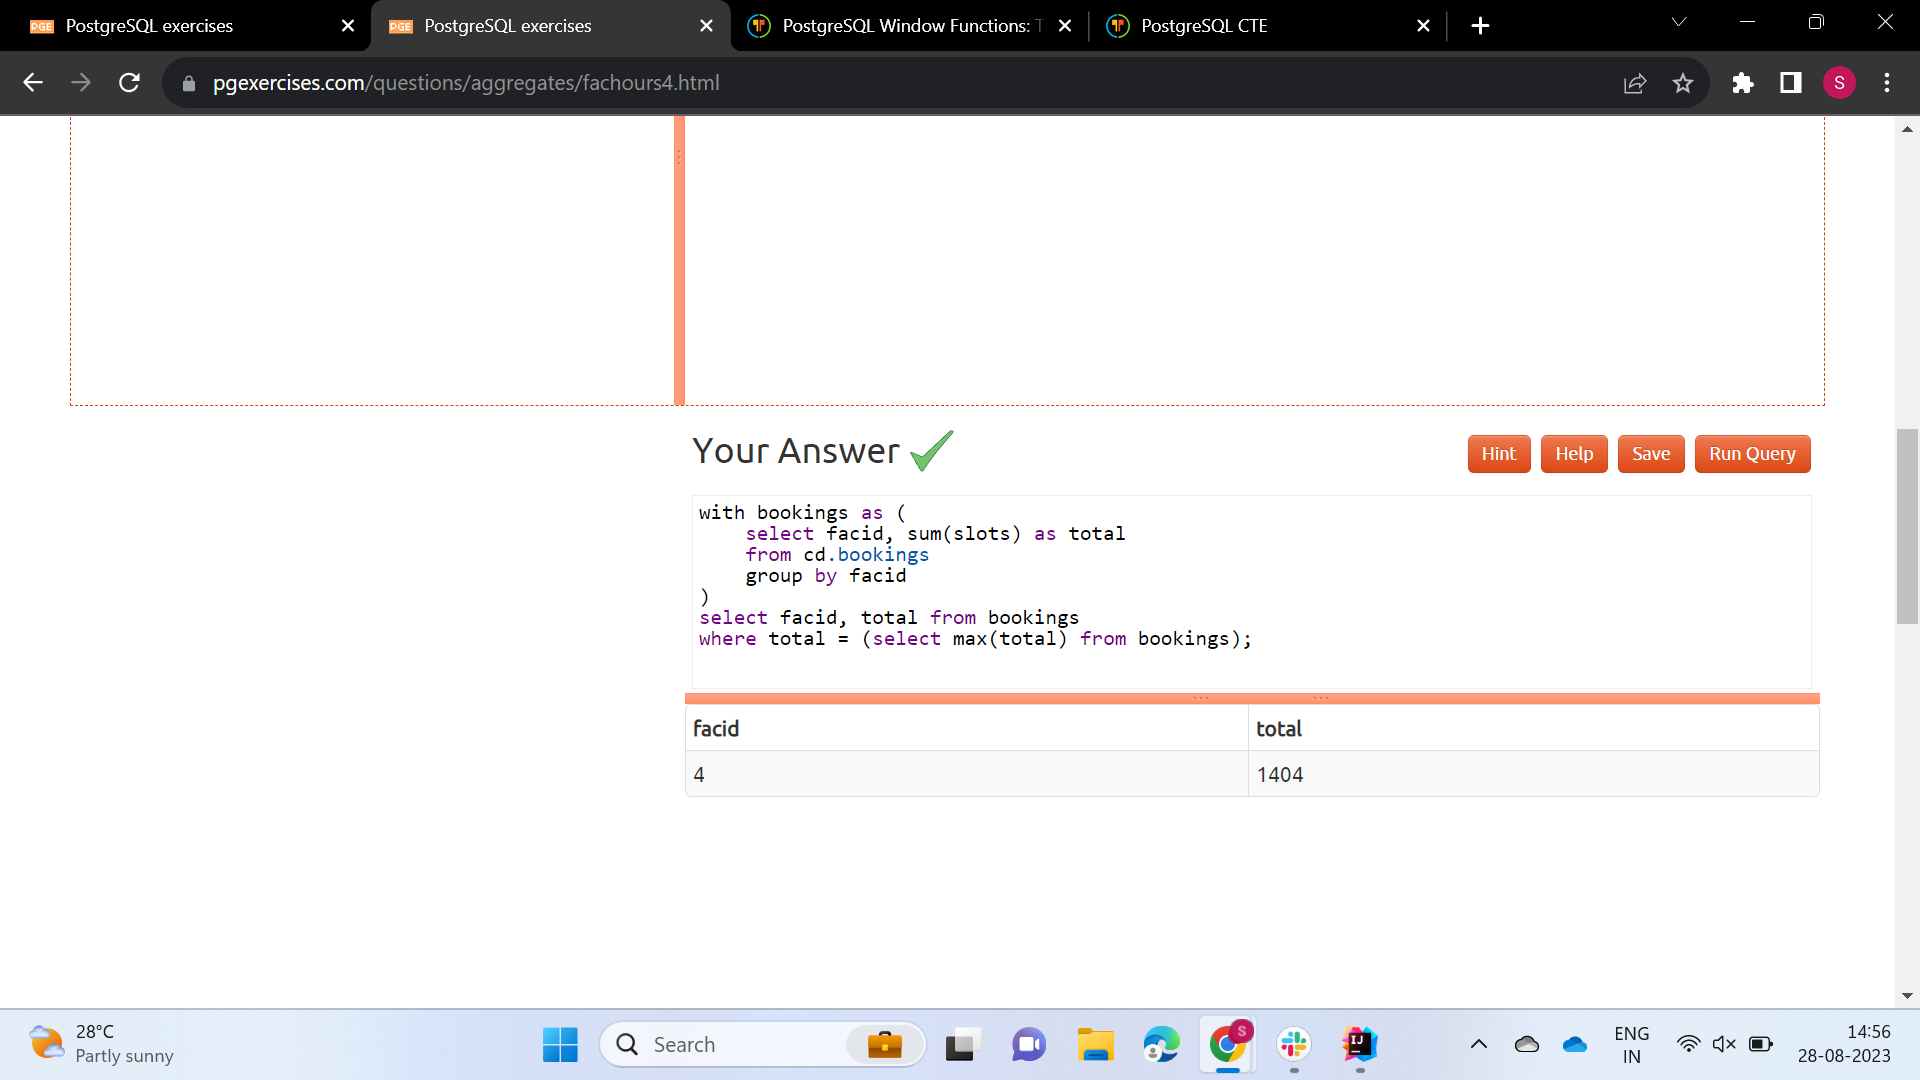 PGE PostgreSQL exercises
PGE PostgreSQL exercises
PostgreSQL Window Functions:
PostgreSQL CTE
pgexercises.com/questions/aggregates/fachours4.html
S
Your Answer
Hint
Help
Save
Run Query
with bookings as (
select facid, sum(slots) as total
from cd.bookings
group by facid
)
select facid, total from bookings
where total = (select max(total) from bookings);
facid total
4 1404
28°C
Partly sunny
Search
S
IJ
ENG
IN
14:56
28-08-2023